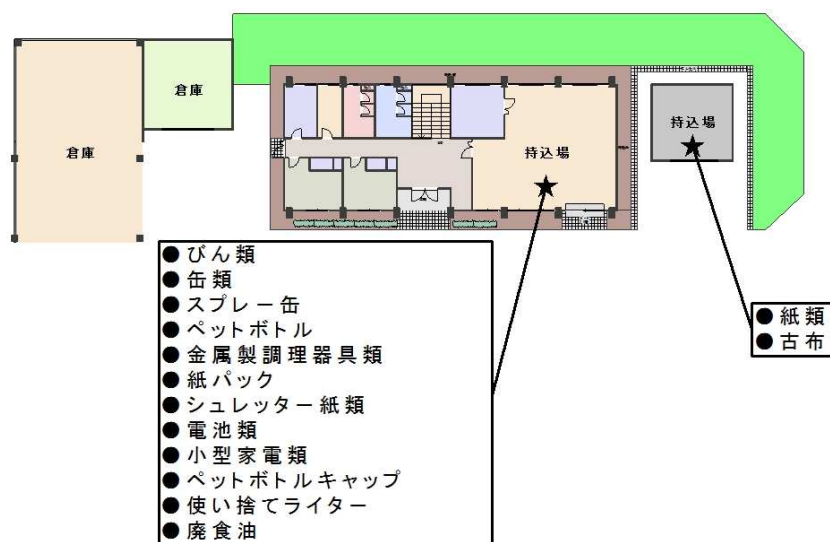 倉庫
倉庫
持込場
持込場
●びん類
●缶類
●スプレー缶
●ペットボトル
●金属製調理器具類
●紙パック
●シュレッター紙類
●電池類
●小型家電類
●ペットボトルキャップ
●使い捨てライター
●廃食油
●紙類
●古布